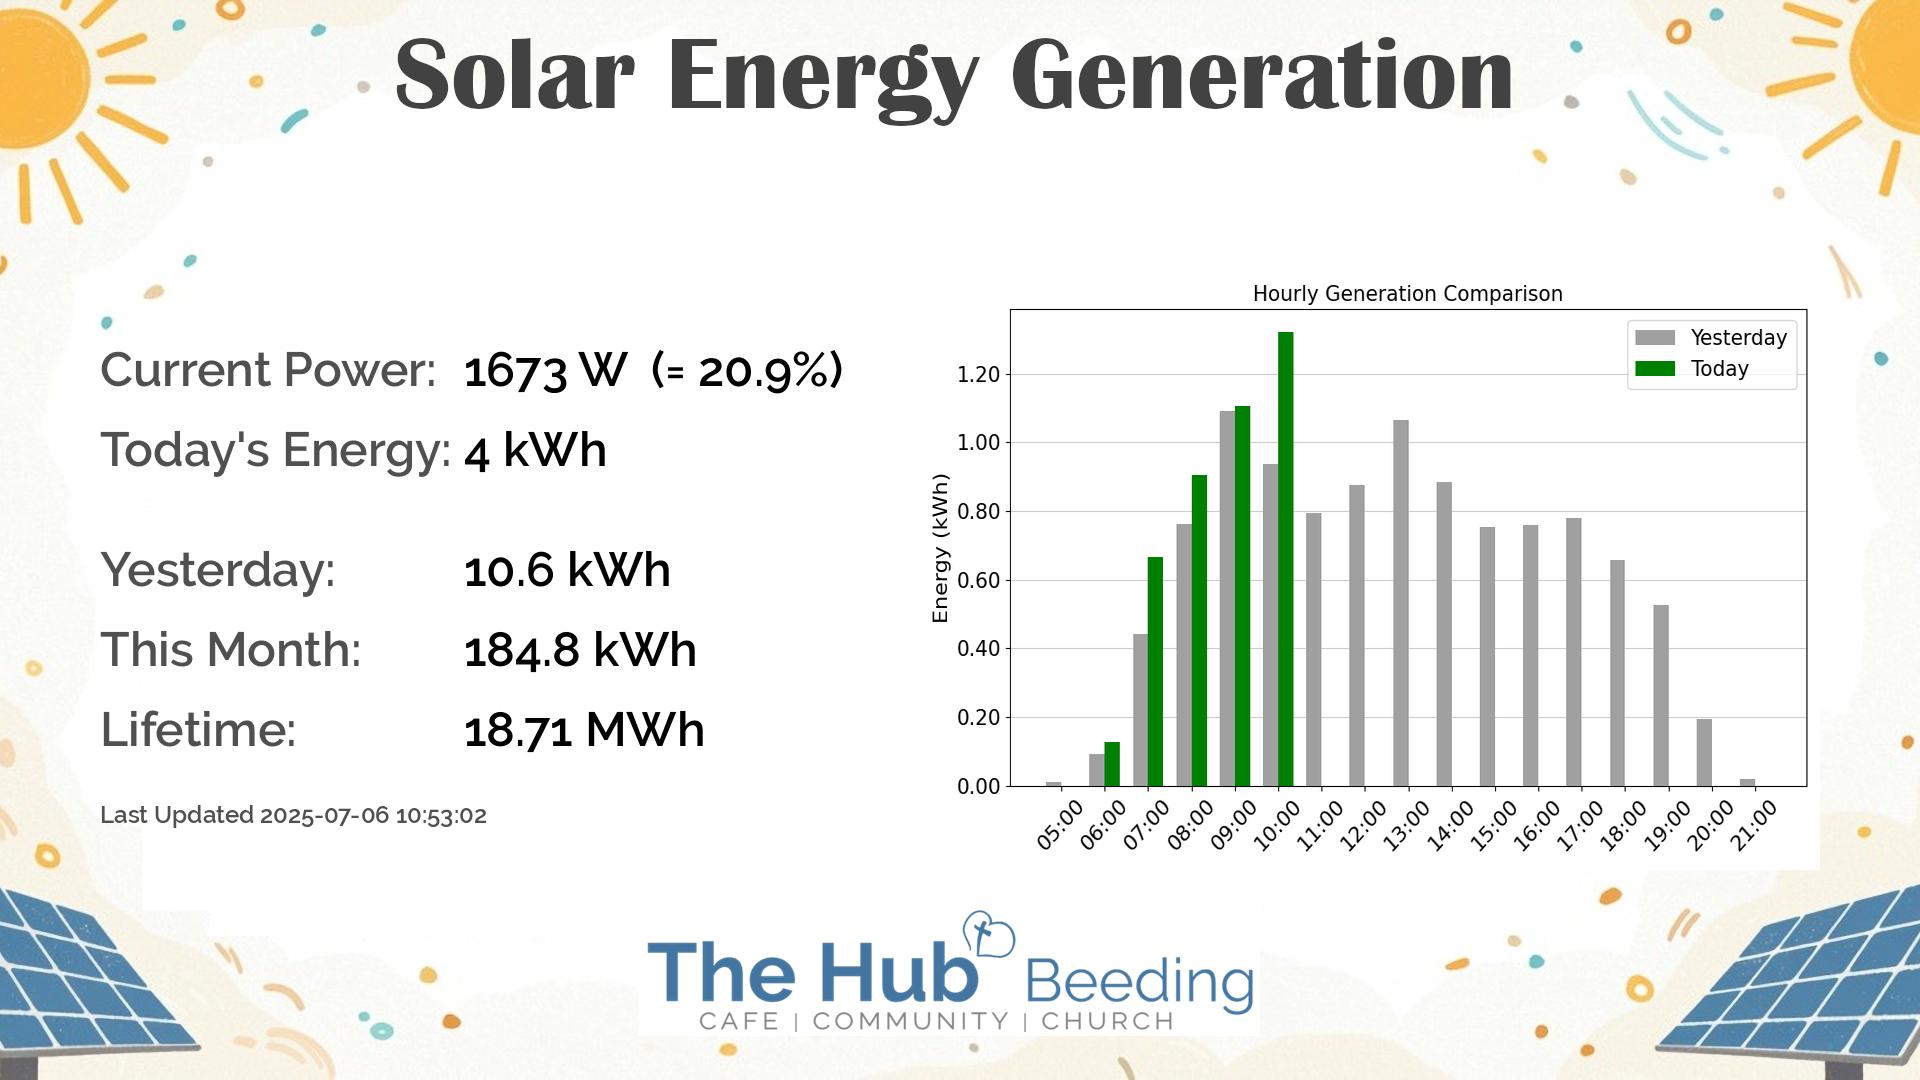 Solar Energy Generation
Current Power: 1673 W (= 20.9%)
Today's Energy: 4 kWh
Yesterday: 10.6 kWh
This Month: 184.8 kWh
Lifetime: 18.71 MWh
Last Updated 2025-07-06 10:53:02
Hourly Generation Comparison
Yesterday
Today
Energy (kWh)
1.20
1.00
0.80
0.60
0.40
0.20
0.00
05:00 06:00 07:00 08:00 09:00 10:00 11:00 12:00 13:00 14:00 15:00 16:00 17:00 18:00 19:00 20:00 21:00
The Hub Beeding
CAFE | COMMUNITY | CHURCH